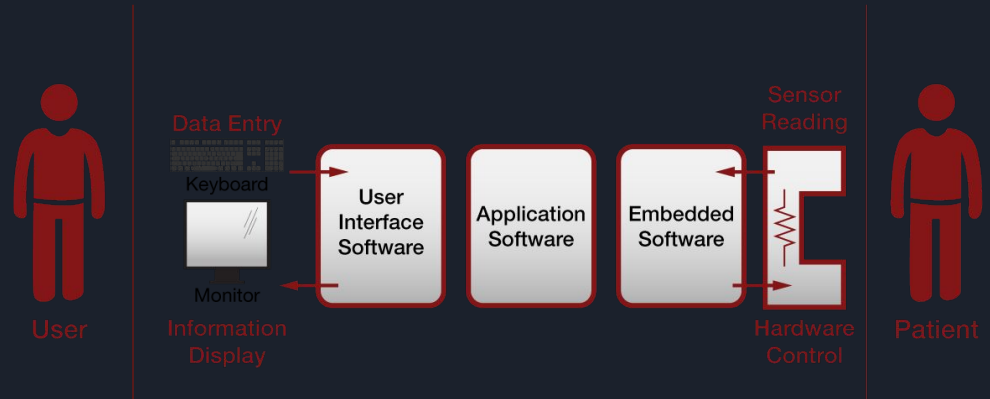 Data Entry
Keyboard
Monitor
Information
Display
User
User
Interface
Software
Application
Software
Embedded
Software
Sensor
Reading
Hardware
Control
Patient